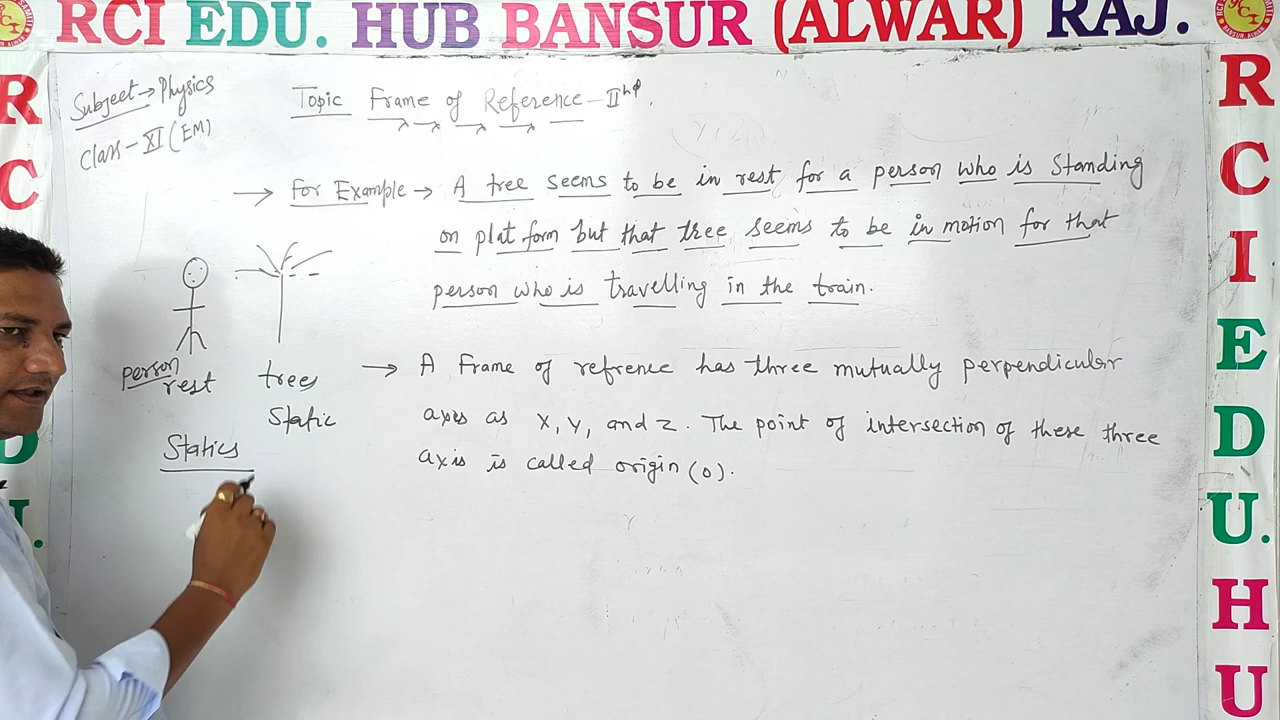 RCI EDU. HUB BANSUR (ALWAR) RAJ.
Subject → Physics
Class - XI (EM)
Topic Frame of Reference - II
→ For Example → A tree seems to be in rest for a person who is standing
on plat form but that tree seems to be in motion for that
person who is travelling in the train.
person
rest
trees
Static
Statics
→ A Frame of refrence has three mutually perpendicular
axes as X, Y, and Z. The point of intersection of these three
axis is called origin (O).
R
C
D
U.
R
C
I
E
D
U.
H
U